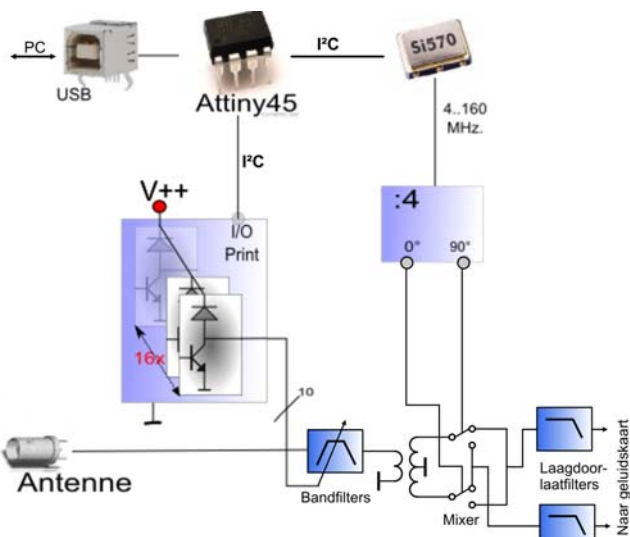 PC
USB
Attiny45
I²C
Si570
4..160
MHz.
I²C
V++
I/O
Print
:4
0°
90°
16x
10
Antenne
Bandfilters
Mixer
Laagdoor-
laatfilters
Naar geluidskaart